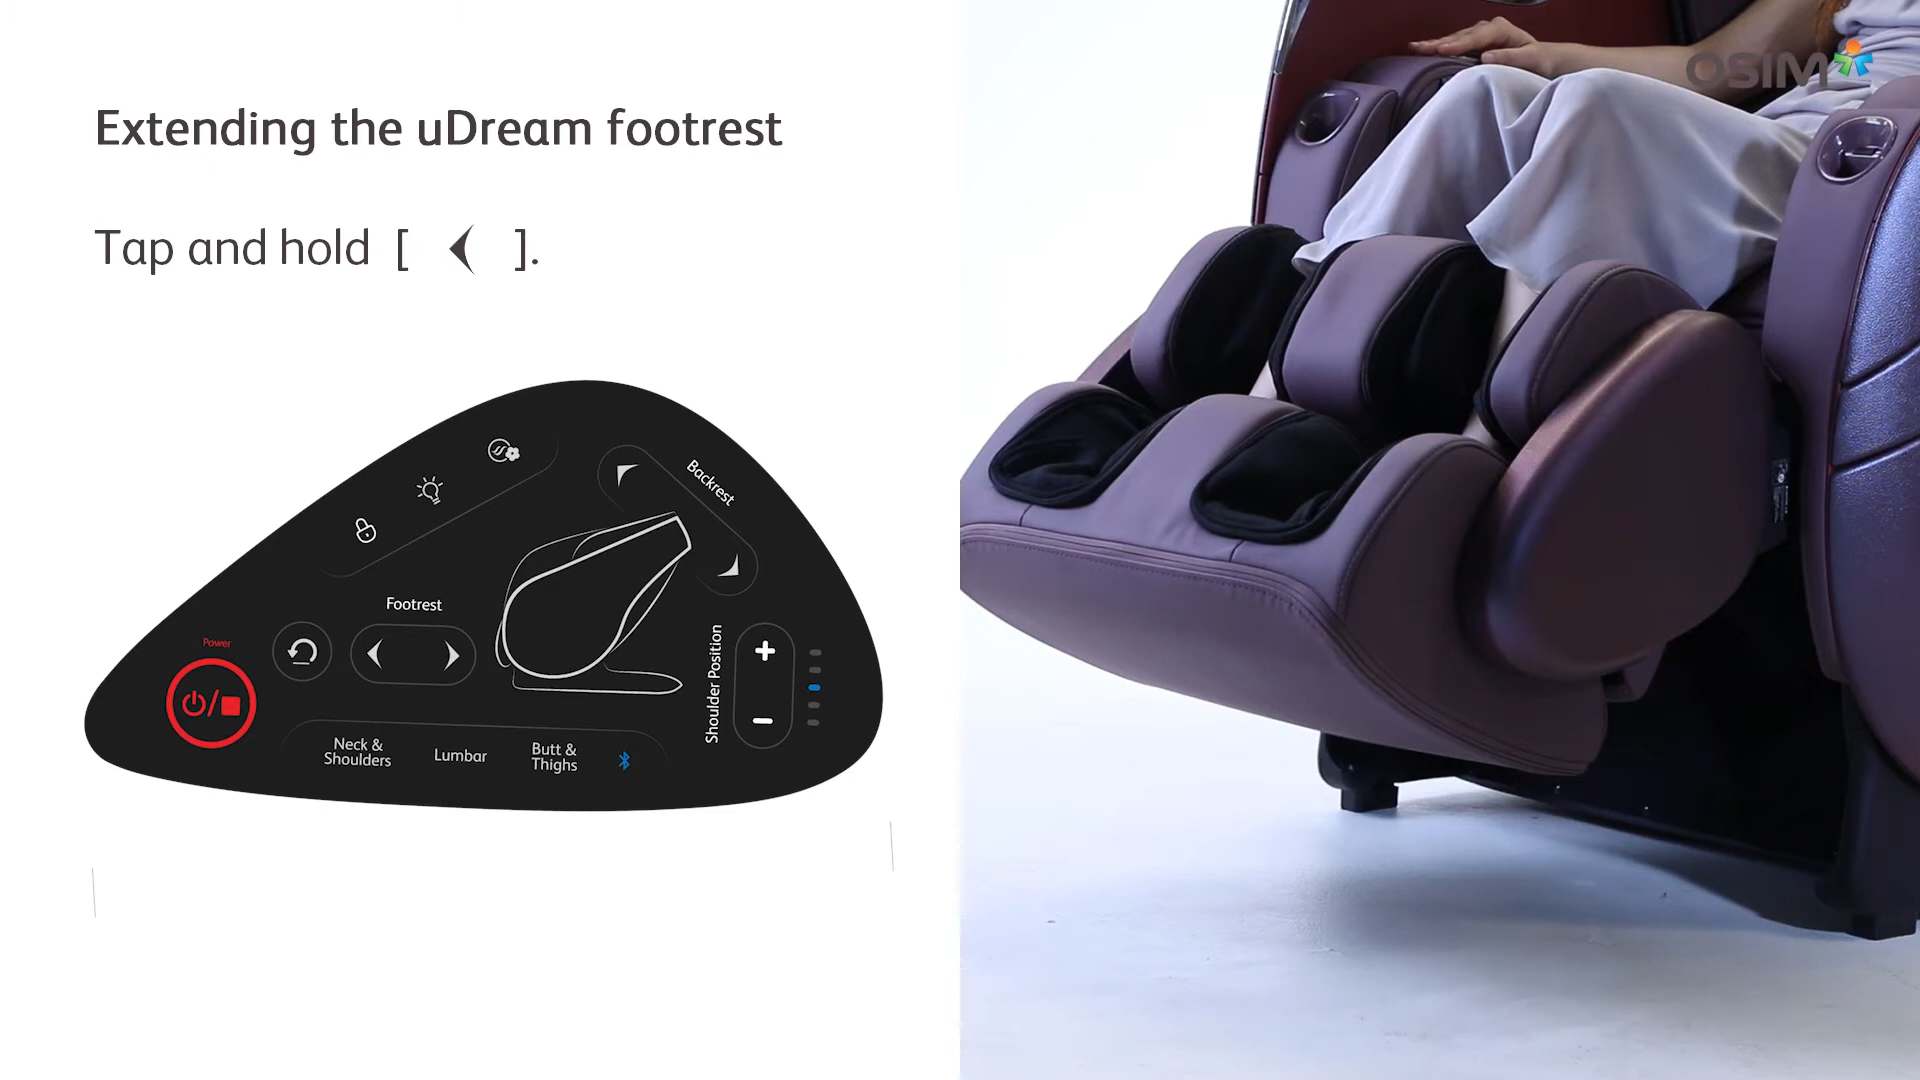 Extending the uDream footrest
OSIM
Tap and hold [ ].
Backrest
Footrest
Power
Shoulder Position
+
-
Neck &
Shoulders
Lumbar
Butt &
Thighs